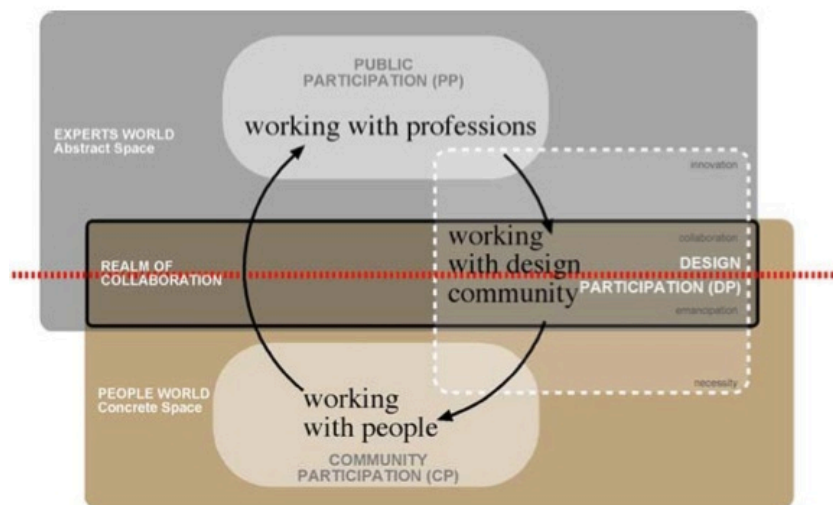 PUBLIC
PARTICIPATION (PP)
working with professions
EXPERTS WORLD
Abstract Space
innovation
collaboration
working
with design
community
DESIGN
PARTICIPATION (DP)
REALM OF
COLLABORATION
emancipation
necessity
PEOPLE WORLD
Concrete Space
working
with people
COMMUNITY
PARTICIPATION (CP)